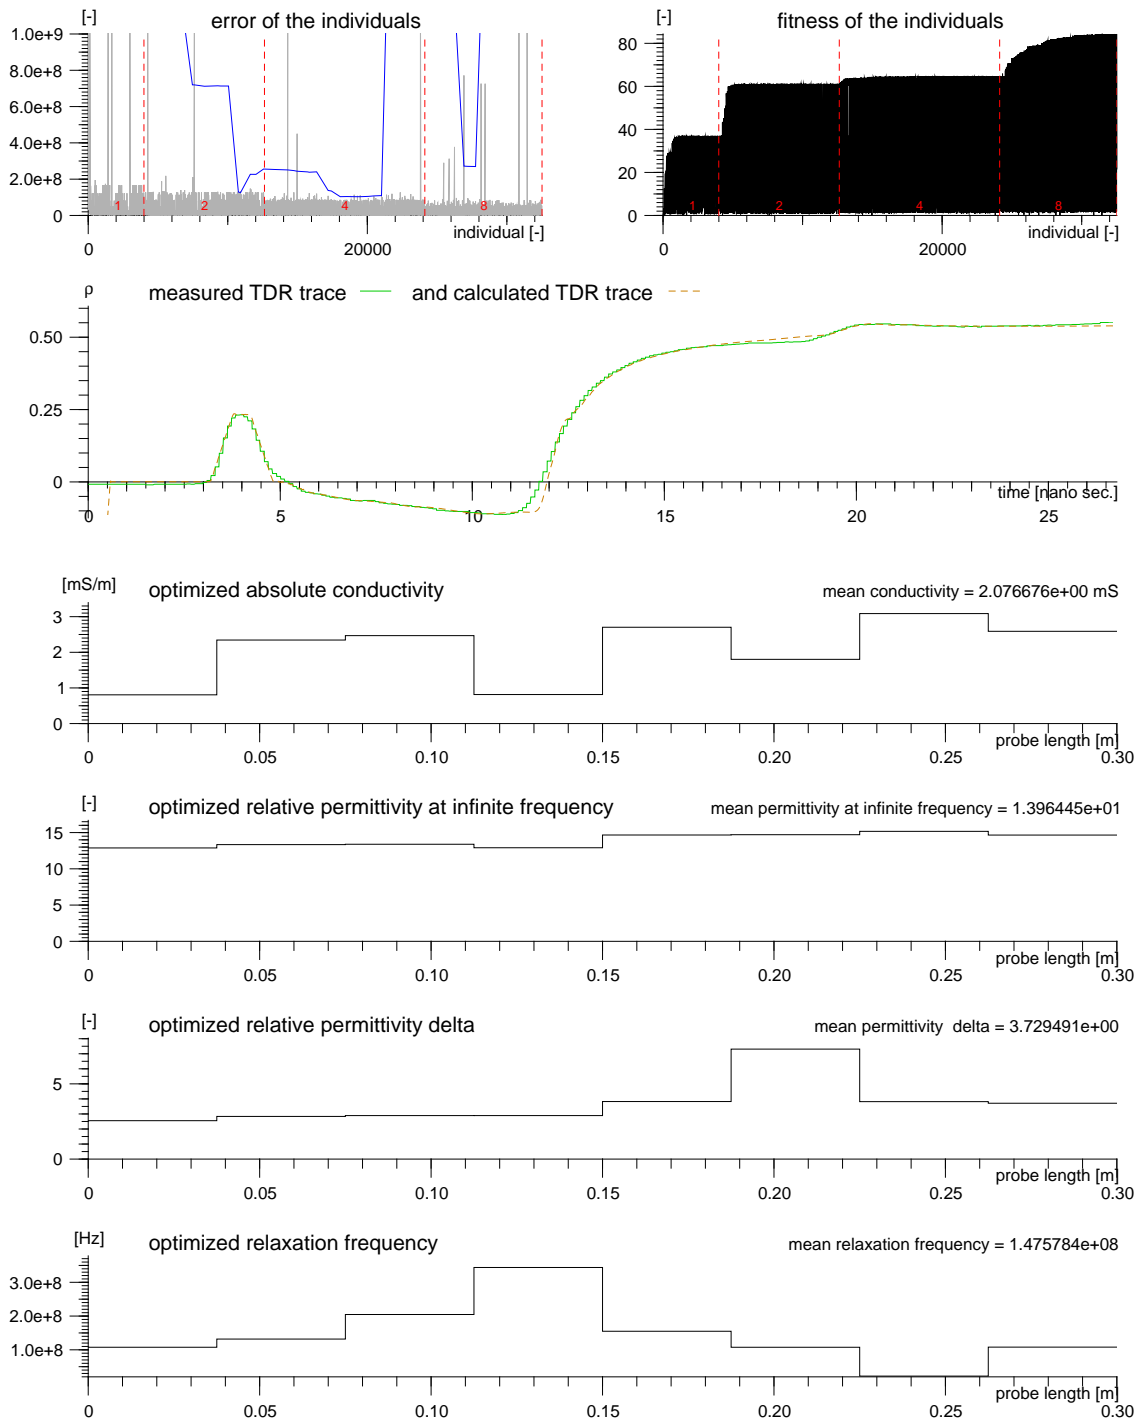 error of the individuals
[-]
1.0e+9
8.0e+8
6.0e+8
4.0e+8
2.0e+8
0
1
2
4
8
individual [-]
0
20000
fitness of the individuals
[-]
80
60
40
20
0
1
2
4
8
individual [-]
0
20000
ρ
measured TDR trace
and calculated TDR trace
0.50
0.25
0
time [nano sec.]
0
5
10
15
20
25
[mS/m]
optimized absolute conductivity
mean conductivity = 2.076676e+00 mS
3
2
1
0
probe length [m]
0
0.05
0.10
0.15
0.20
0.25
0.30
[-]
optimized relative permittivity at infinite frequency
mean permittivity at infinite frequency = 1.396445e+01
15
10
5
0
probe length [m]
0
0.05
0.10
0.15
0.20
0.25
0.30
[-]
optimized relative permittivity delta
mean permittivity delta = 3.729491e+00
5
0
probe length [m]
0
0.05
0.10
0.15
0.20
0.25
0.30
[Hz]
optimized relaxation frequency
mean relaxation frequency = 1.475784e+08
3.0e+8
2.0e+8
1.0e+8
probe length [m]
0
0.05
0.10
0.15
0.20
0.25
0.30